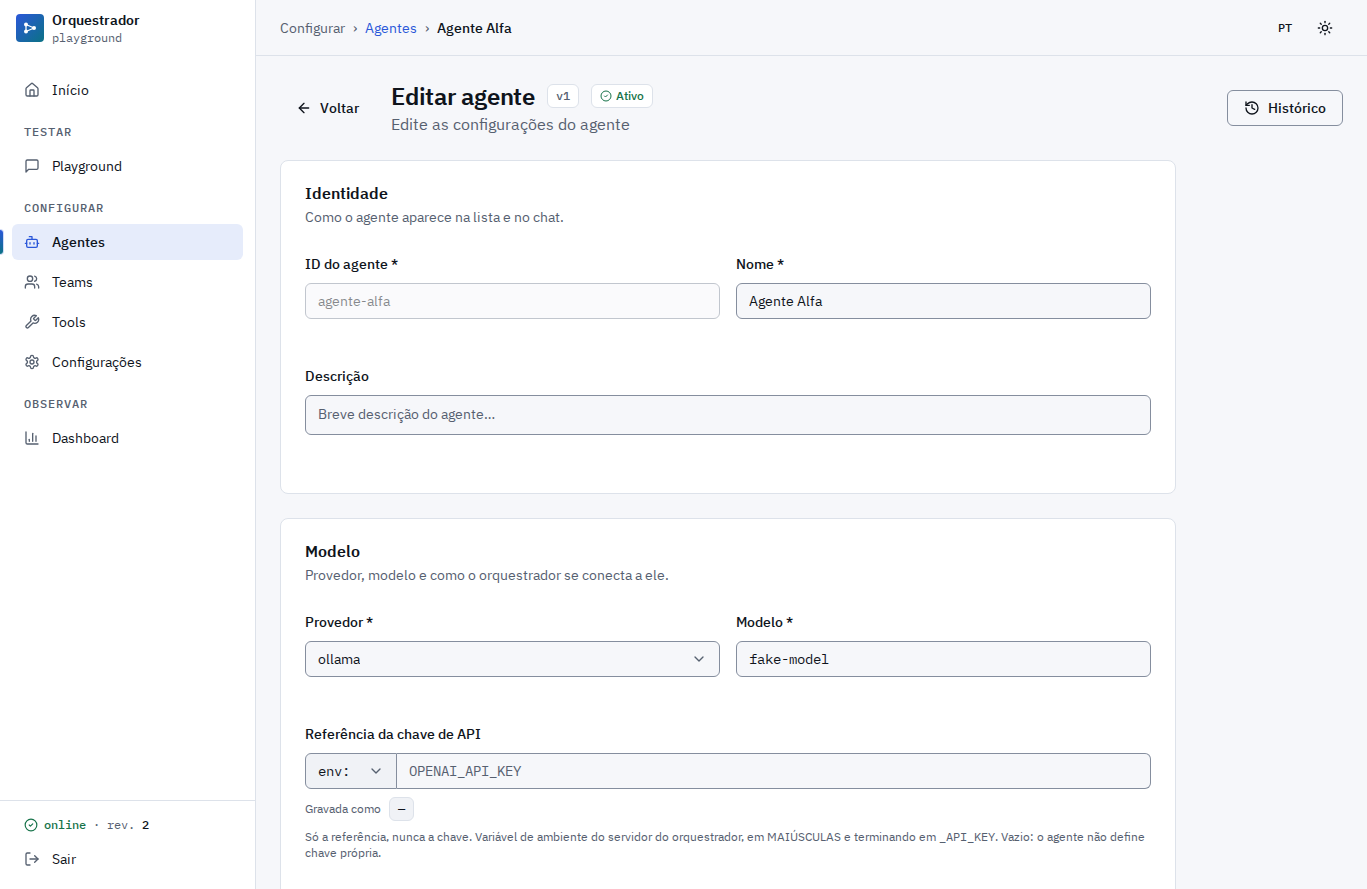 Orquestrador
playground
Início
TESTAR
Playground
CONFIGURAR
Agentes
Teams
Tools
Configurações
OBSERVAR
Dashboard
online · rev. 2
Sair
Configurar › Agentes › Agente Alfa
PT
Voltar
Editar agente v1 Ativo
Edite as configurações do agente
Histórico
Identidade
Como o agente aparece na lista e no chat.
ID do agente * Nome *
agente-alfa Agente Alfa
Descrição
Breve descrição do agente...
Modelo
Provedor, modelo e como o orquestrador se conecta a ele.
Provedor * Modelo *
ollama fake-model
Referência da chave de API
env: OPENAI_API_KEY
Gravada como —
Só a referência, nunca a chave. Variável de ambiente do servidor do orquestrador, em MAIÚSCULAS e terminando em _API_KEY. Vazio: o agente não define
chave própria.